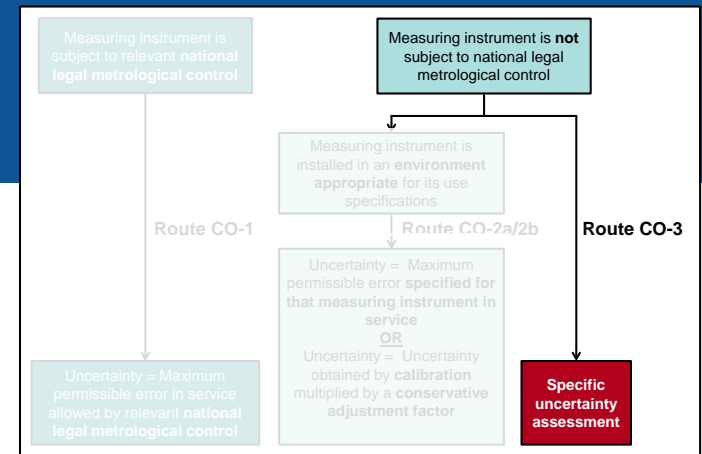 Measuring instrument is
subject to relevant national
legal metrological control
Measuring instrument is not
subject to national legal
metrological control
Measuring instrument is
installed in an environment
appropriate for its use
specifications
Route CO-1
Route CO-2a/2b
Route CO-3
Uncertainty = Maximum
permissible error specified for
that measuring instrument in
service
OR
Uncertainty = Uncertainty
obtained by calibration
multiplied by a conservative
adjustment factor
Uncertainty = Maximum
permissible error in service
allowed by relevant national
legal metrological control
Specific
uncertainty
assessment